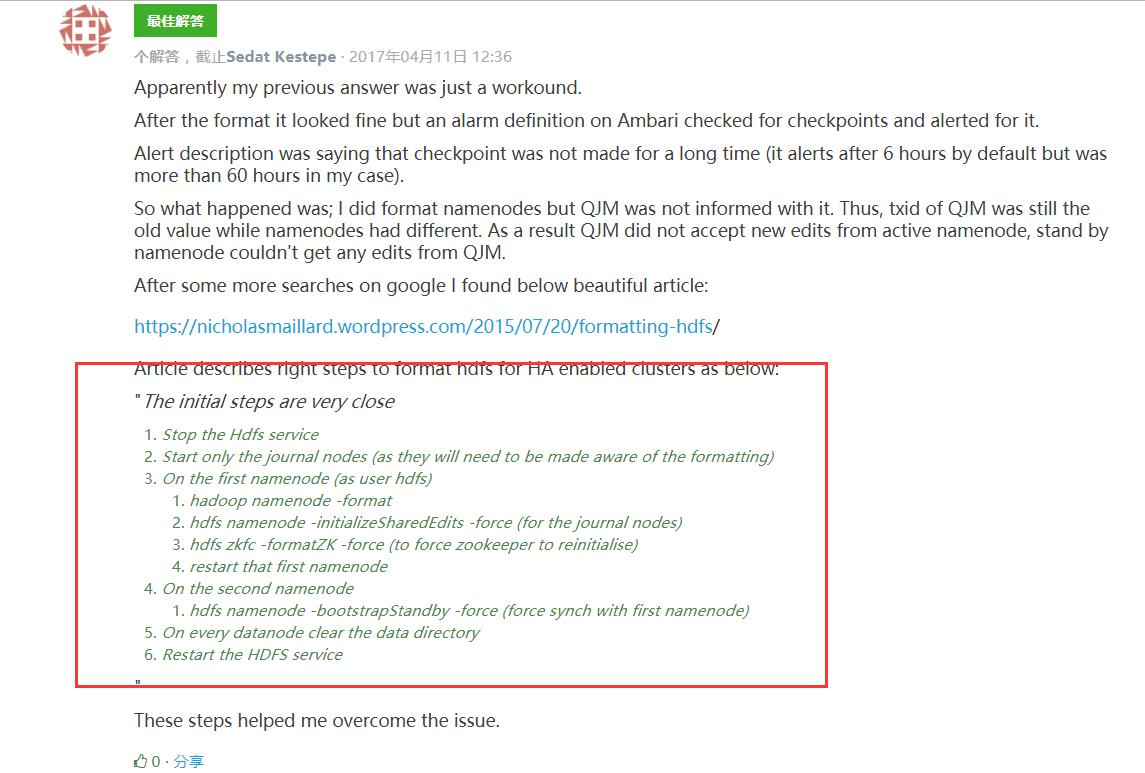 最佳解答
个解答，截止Sedat Kestepe · 2017年04月11日 12:36
Apparently my previous answer was just a workound.
After the format it looked fine but an alarm definition on Ambari checked for checkpoints and alerted for it.
Alert description was saying that checkpoint was not made for a long time (it alerts after 6 hours by default but was
more than 60 hours in my case).
So what happened was; I did format namenodes but QJM was not informed with it. Thus, txid of QJM was still the
old value while namenodes had different. As a result QJM did not accept new edits from active namenode, stand by
namenode couldn't get any edits from QJM.
After some more searches on google I found below beautiful article:
https://nicholasmaillard.wordpress.com/2015/07/20/formatting-hdfs/
Article describes right steps to format hdfs for HA enabled clusters as below:
"The initial steps are very close
1. Stop the Hdfs service
2. Start only the journal nodes (as they will need to be made aware of the formatting)
3. On the first namenode (as user hdfs)
1. hadoop namenode -format
2. hdfs namenode -initializeSharedEdits -force (for the journal nodes)
3. hdfs zkfc -formatZK -force (to force zookeeper to reinitialise)
4. restart that first namenode
4. On the second namenode
1. hdfs namenode -bootstrapStandby -force (force synch with first namenode)
5. On every datanode clear the data directory
6. Restart the HDFS service
"
These steps helped me overcome the issue.
0 · 分享